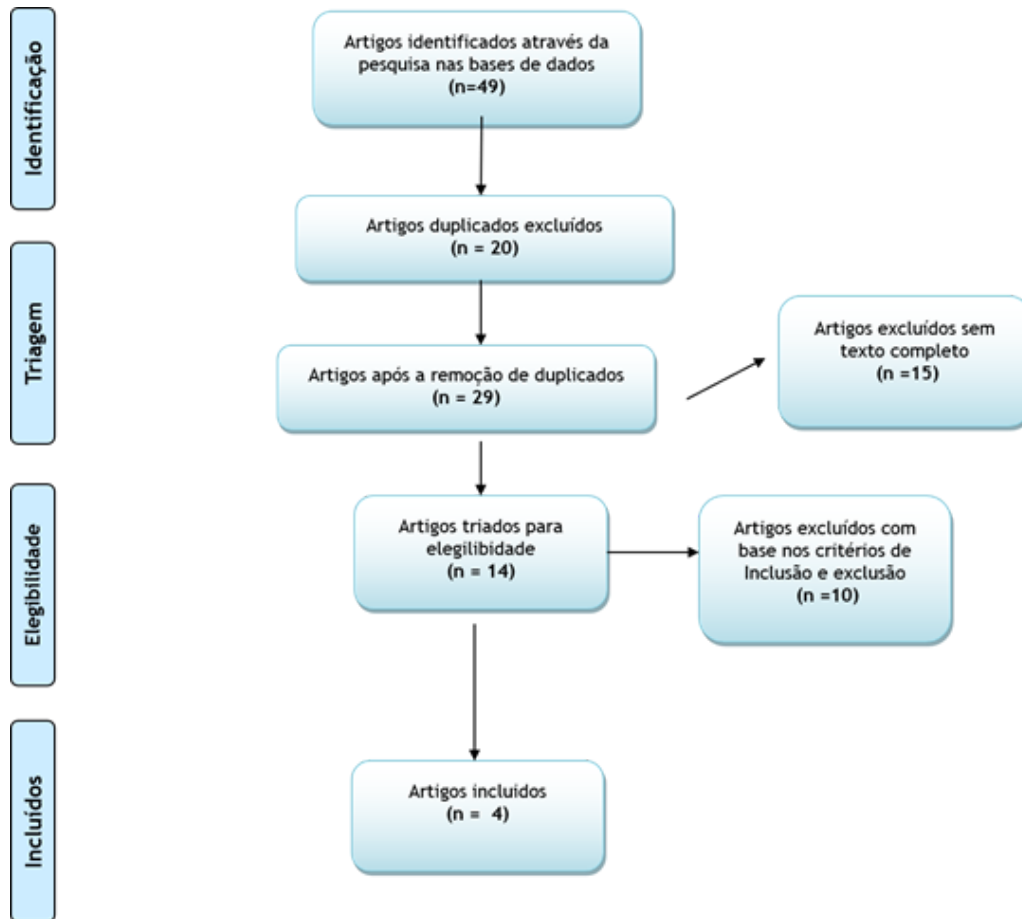 Identificação
Artigos identificados através da
pesquisa nas bases de dados
(n=49)
Artigos duplicados excluídos
(n = 20)
Triagem
Artigos após a remoção de duplicados
(n = 29)
Artigos excluídos sem
texto completo
(n =15)
Elegibilidade
Artigos triados para
elegilibidade
(n = 14)
Artigos excluídos com
base nos critérios de
Inclusão e exclusão
(n =10)
Incluídos
Artigos incluidos
(n =  4)